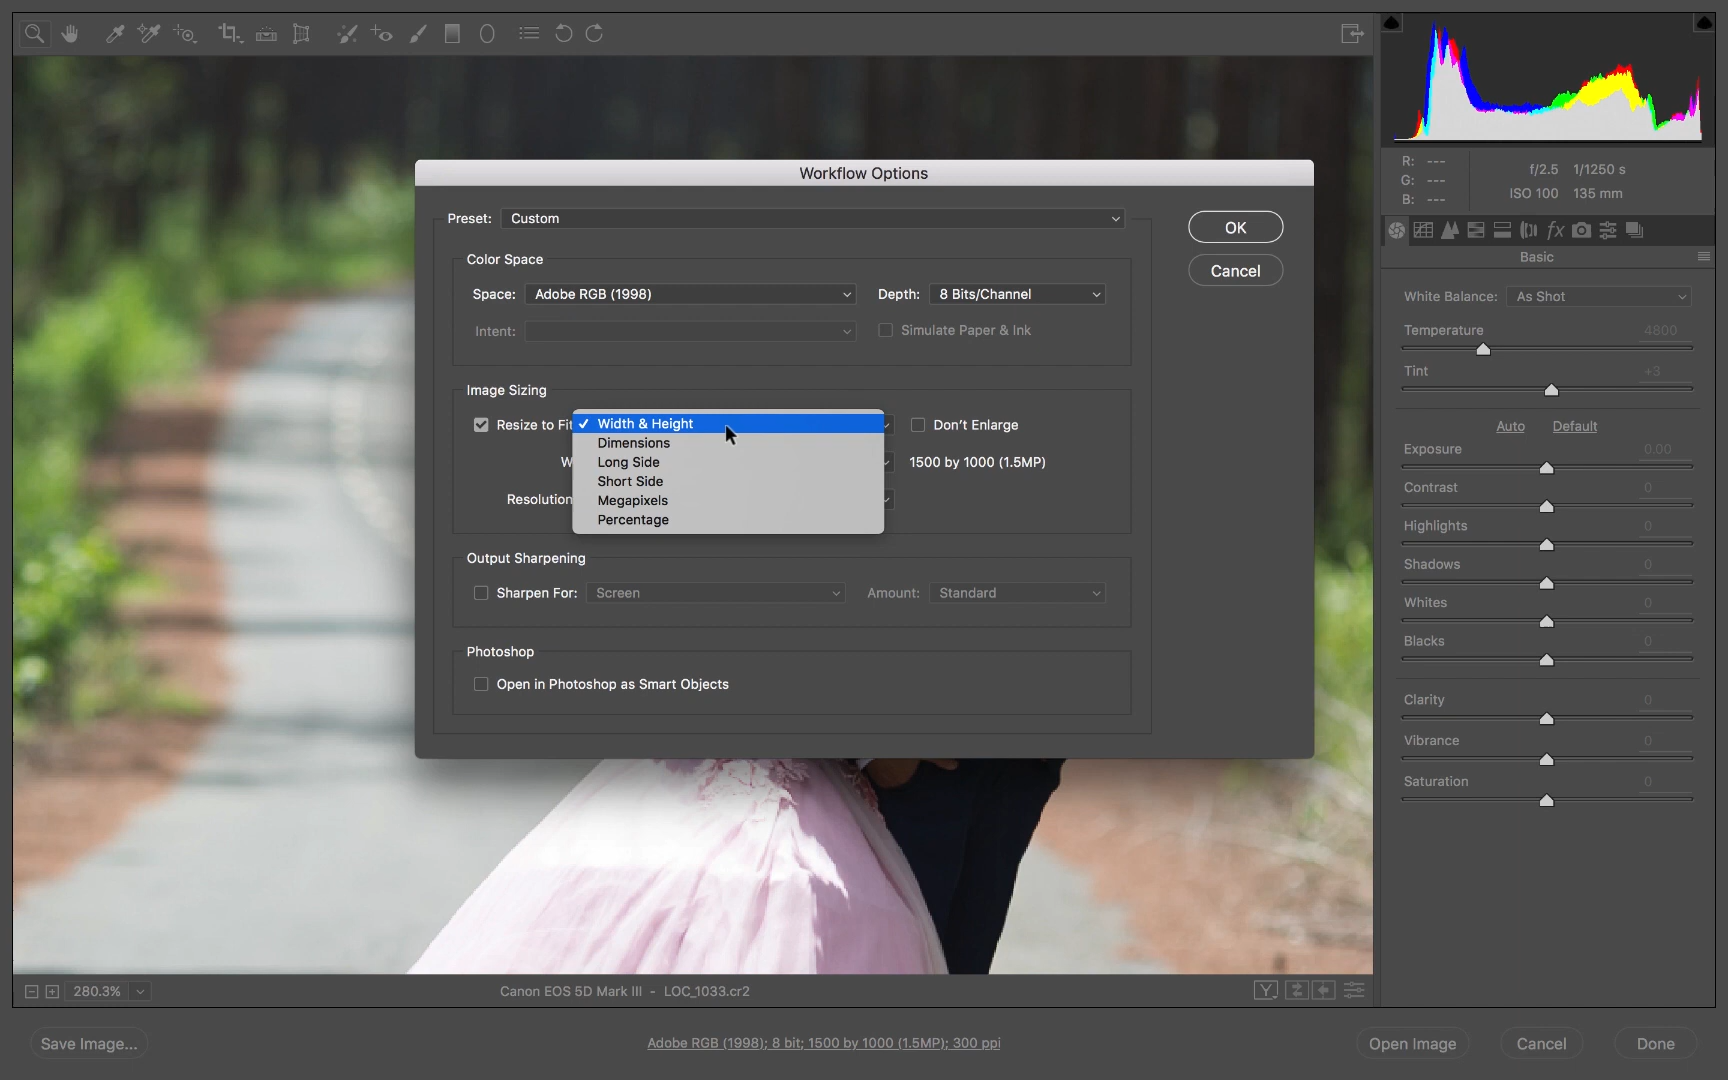 Workflow Options
Preset: Custom
OK
Cancel
Color Space
Space: Adobe RGB (1998) Depth: 8 Bits/Channel
Intent: Simulate Paper & Ink
Image Sizing
Resize to Fit
✓ Width & Height
Dimensions
Long Side
Short Side
Megapixels
Percentage
Don't Enlarge
W
1500 by 1000 (1.5MP)
Resolution
Output Sharpening
Sharpen For: Screen Amount: Standard
Photoshop
Open in Photoshop as Smart Objects
R: ---
G: ---
B: ---
f/2.5 1/1250 s
ISO 100 135 mm
fx
Basic
White Balance: As Shot
Temperature 4800
Tint +3
Auto Default
Exposure 0.00
Contrast 0
Highlights 0
Shadows 0
Whites 0
Blacks 0
Clarity 0
Vibrance 0
Saturation 0
280.3%
Canon EOS 5D Mark III - LOC_1033.cr2
Y
Save Image...
Adobe RGB (1998); 8 bit; 1500 by 1000 (1.5MP); 300 ppi
Open Image Cancel Done